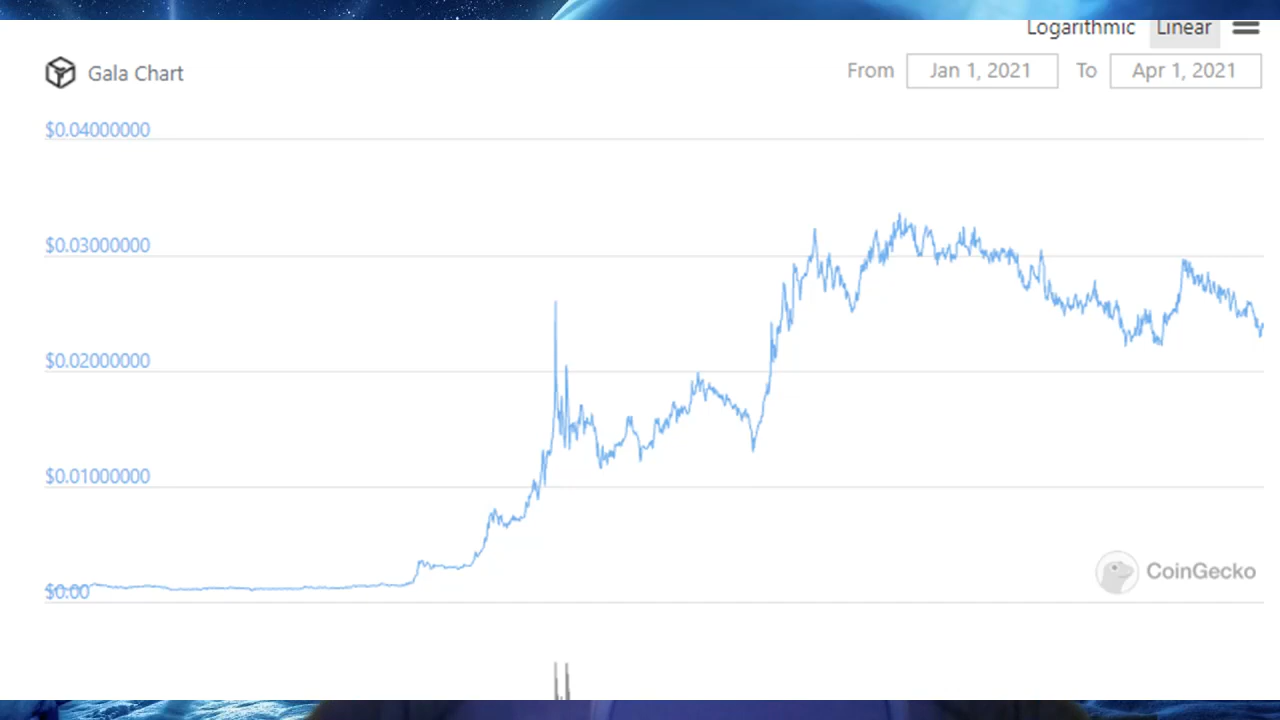 Logarithmic Linear
Gala Chart
From Jan 1, 2021 To Apr 1, 2021
$0.04000000
$0.03000000
$0.02000000
$0.01000000
$0.00
CoinGecko